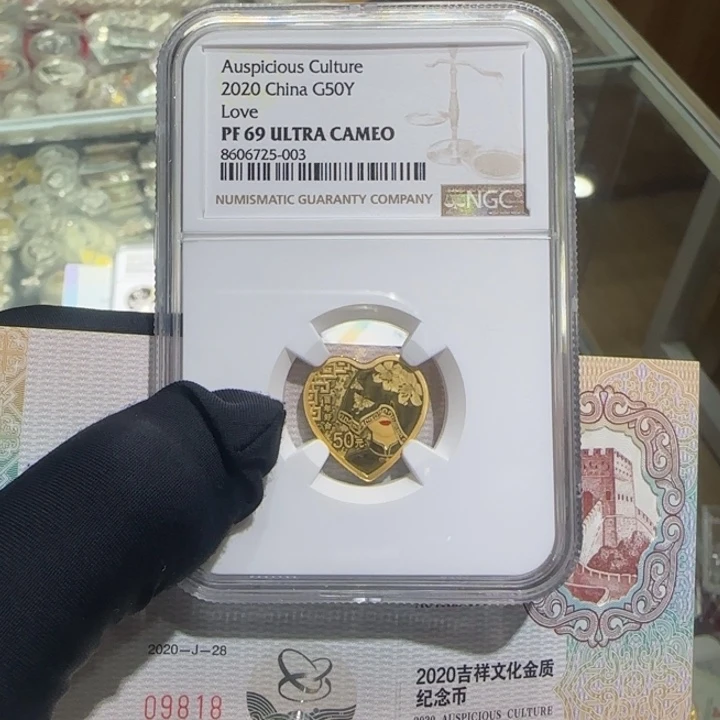 Auspicious Culture
2020 China G50Y
Love
PF 69 ULTRA CAMEO
8606725-003
NUMISMATIC GUARANTY COMPANY
NGC
50元
2020-J-28
09818
2020吉祥文化金质
纪念币
2020 AUSPICIOUS CULTURE